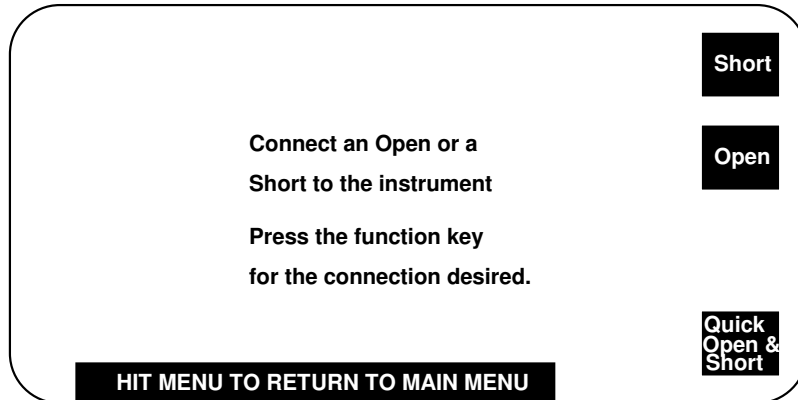 Short
Connect an Open or a
Open
Short to the instrument
Press the function key
for the connection desired.
Quick
Open &
Short
HIT MENU TO RETURN TO MAIN MENU